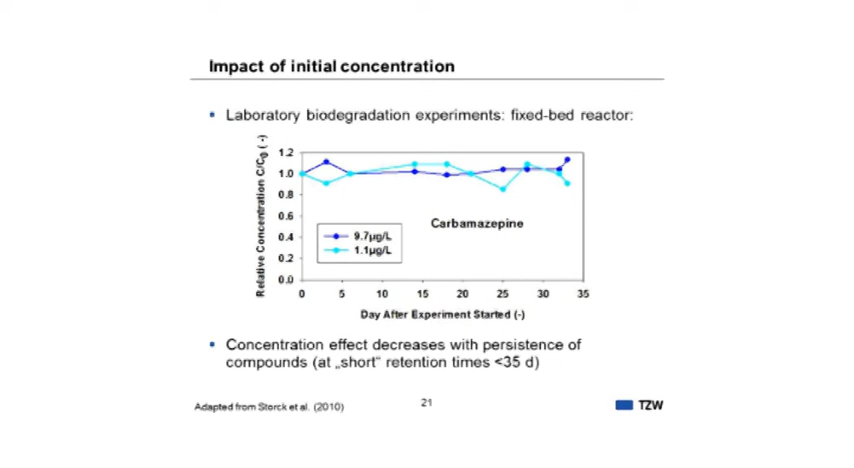 Impact of initial concentration
• Laboratory biodegradation experiments: fixed-bed reactor:
Relative Concentration C/C0 (-)
1.2
1.0
0.8
0.6
0.4
0.2
0.0
Carbamazepine
9.7µg/L
1.1µg/L
0 5 10 15 20 25 30 35
Day After Experiment Started (-)
• Concentration effect decreases with persistence of
compounds (at „short“ retention times <35 d)
Adapted from Storck et al. (2010)
21
TZW